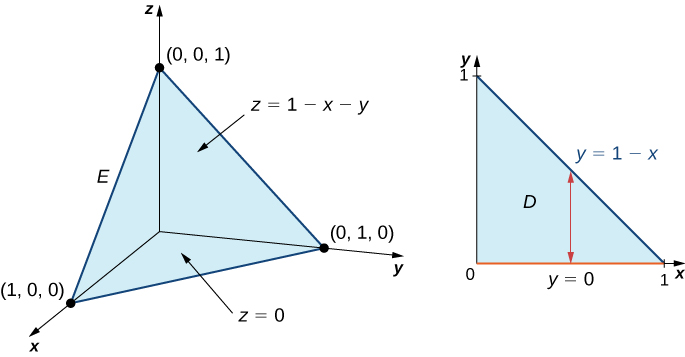 z
(0, 0, 1)
z = 1 − x − y
E
(0, 1, 0)
y
(1, 0, 0)
z = 0
x
y
1
y = 1 − x
D
0
y = 0
1
x